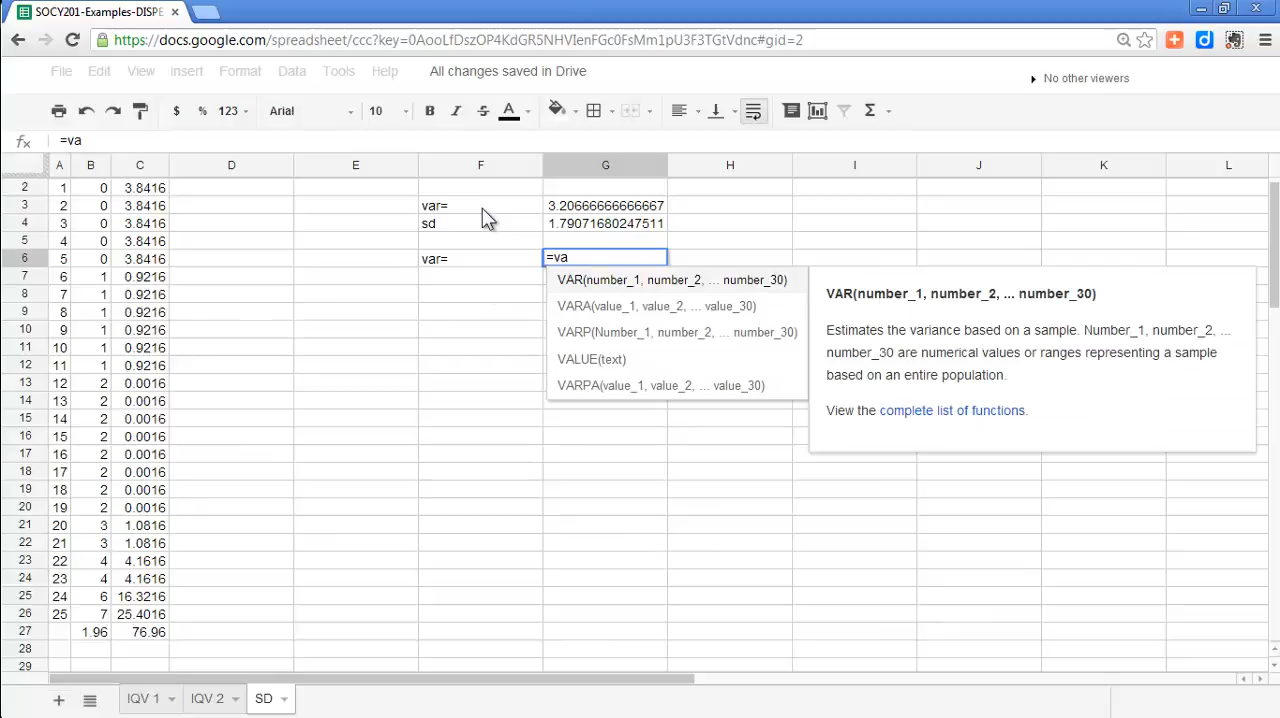 SOCY201-Examples-DISPE
https://docs.google.com/spreadsheet/ccc?key=0AooLfDszOP4KdGR5NHVIenFGc0FsMm1pU3F3TGtVdnc#gid=2
File Edit View Insert Format Data Tools Help All changes saved in Drive No other viewers
$ % 123 Arial 10 B I S A Σ
fx =va
A B C D E F G H I J K L
2 1 0 3.8416
3 2 0 3.8416 var= 3.20666666666667
4 3 0 3.8416 sd 1.79071680247511
5 4 0 3.8416
6 5 0 3.8416 var= =va
7 6 1 0.9216 VAR(number_1, number_2, ... number_30)
8 7 1 0.9216 VARA(value_1, value_2, ... value_30)
9 8 1 0.9216
10 9 1 0.9216 VARP(Number_1, number_2, ... number_30)
11 10 1 0.9216 VALUE(text)
12 11 1 0.9216
13 12 2 0.0016 VARPA(value_1, value_2, ... value_30)
14 13 2 0.0016
15 14 2 0.0016
16 15 2 0.0016
17 16 2 0.0016
18 17 2 0.0016
19 18 2 0.0016
20 19 2 0.0016
21 20 3 1.0816
22 21 3 1.0816
23 22 4 4.1616
24 23 4 4.1616
25 24 6 16.3216
26 25 7 25.4016
27 1.96 76.96
28
29
VAR(number_1, number_2, ... number_30)
Estimates the variance based on a sample. Number_1, number_2, ...
number_30 are numerical values or ranges representing a sample
based on an entire population.
View the complete list of functions.
IQV 1 IQV 2 SD